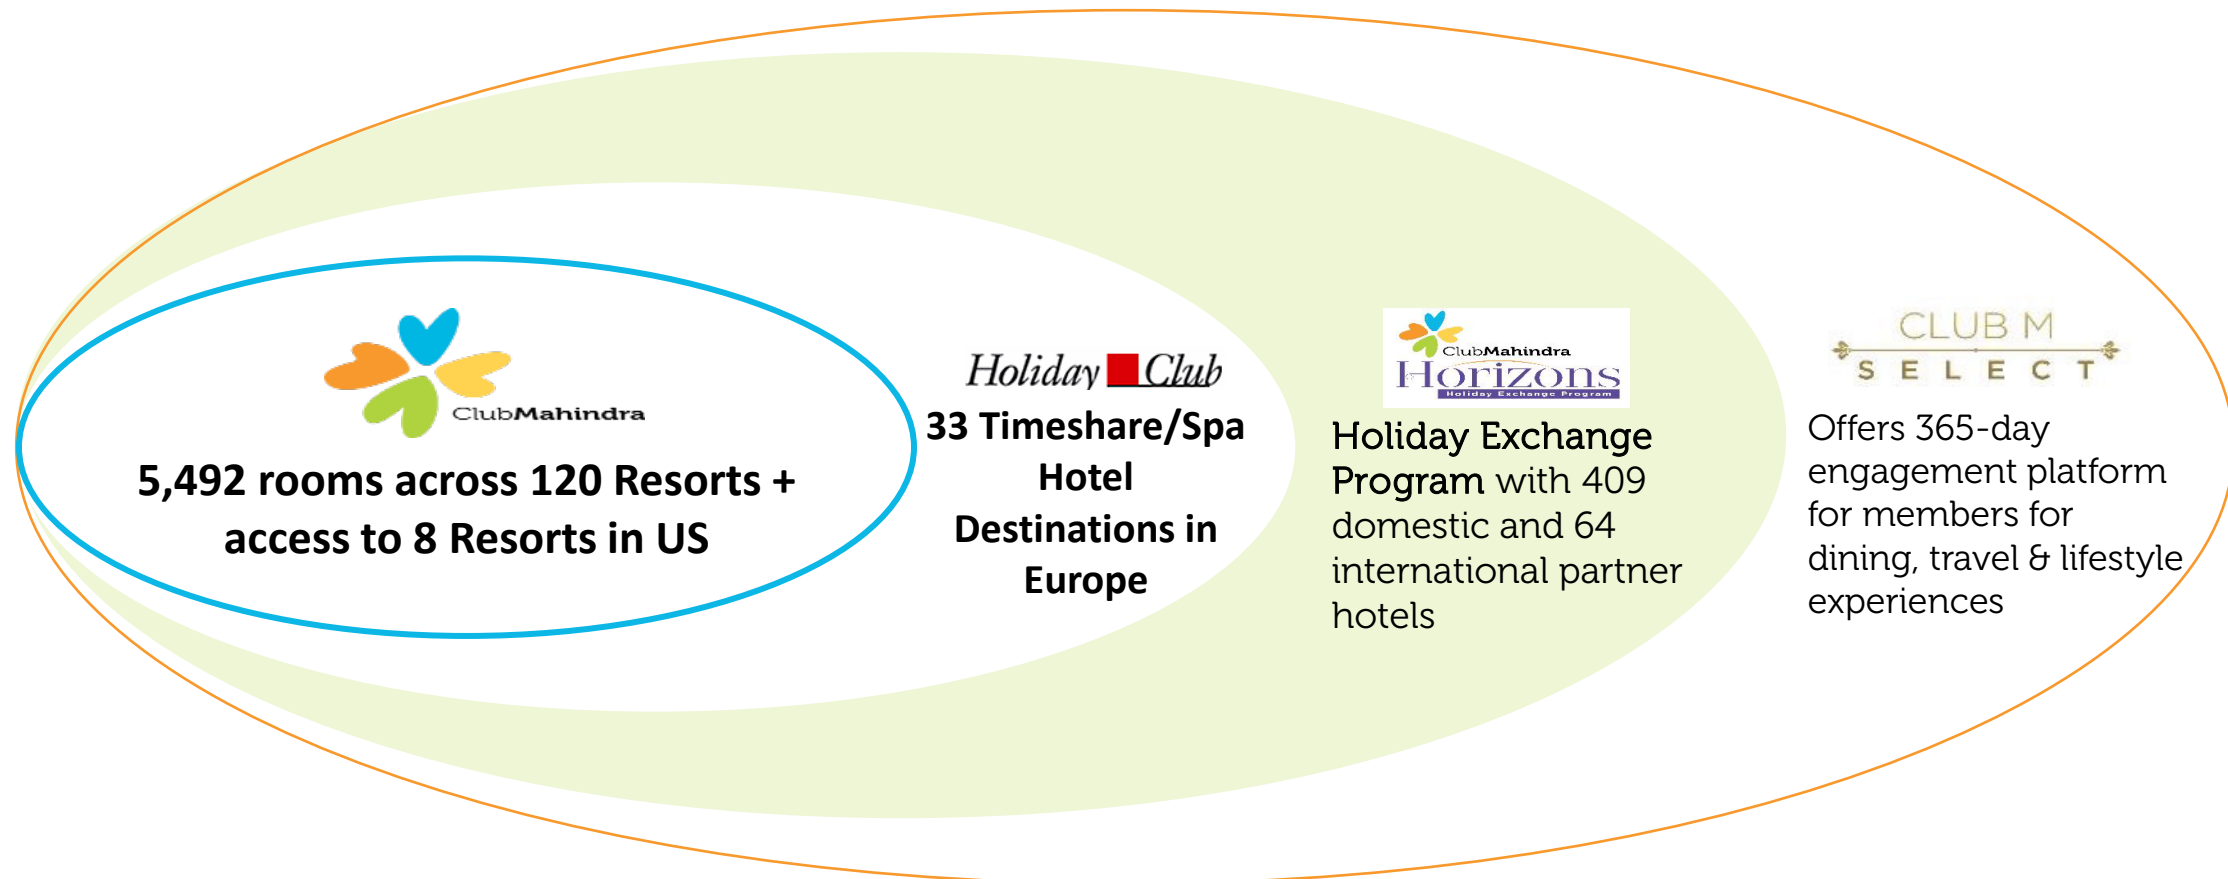 ClubMahindra
5,492 rooms across 120 Resorts +
access to 8 Resorts in US
Holiday Club
33 Timeshare/Spa
Hotel
Destinations in
Europe
ClubMahindra
Horizons
Holiday Exchange Program
Holiday Exchange
Program with 409
domestic and 64
international partner
hotels
CLUB M
SELECT
Offers 365-day
engagement platform
for members for
dining, travel & lifestyle
experiences